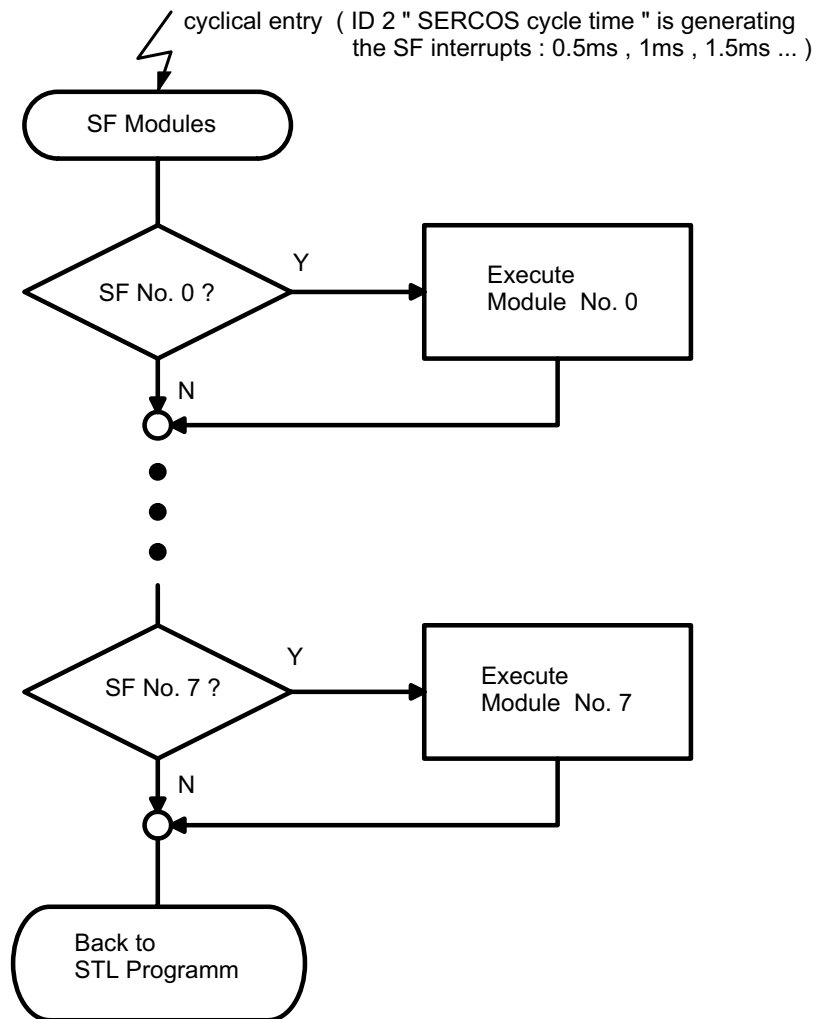 cyclical entry ( ID 2 " SERCOS cycle time " is generating
the SF interrupts : 0.5ms , 1ms , 1.5ms ... )
SF Modules
SF No. 0 ?
Y
Execute
Module No. 0
N
SF No. 7 ?
Y
Execute
Module No. 7
N
Back to
STL Programm